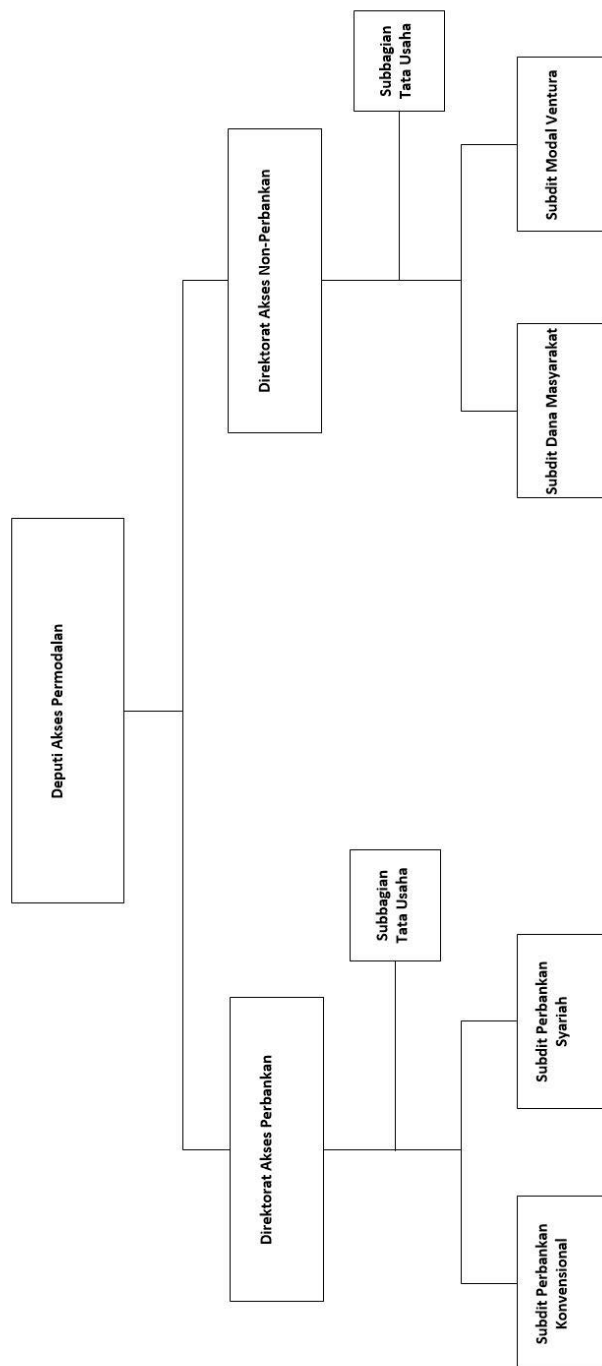 Deputi Akses Permodalan
Direktorat Akses Perbankan
Direktorat Akses Non-Perbankan
Subbagian
Tata Usaha
Subbagian
Tata Usaha
Subdit Perbankan
Konvensional
Subdit Perbankan
Syariah
Subdit Dana Masyarakat
Subdit Modal Ventura